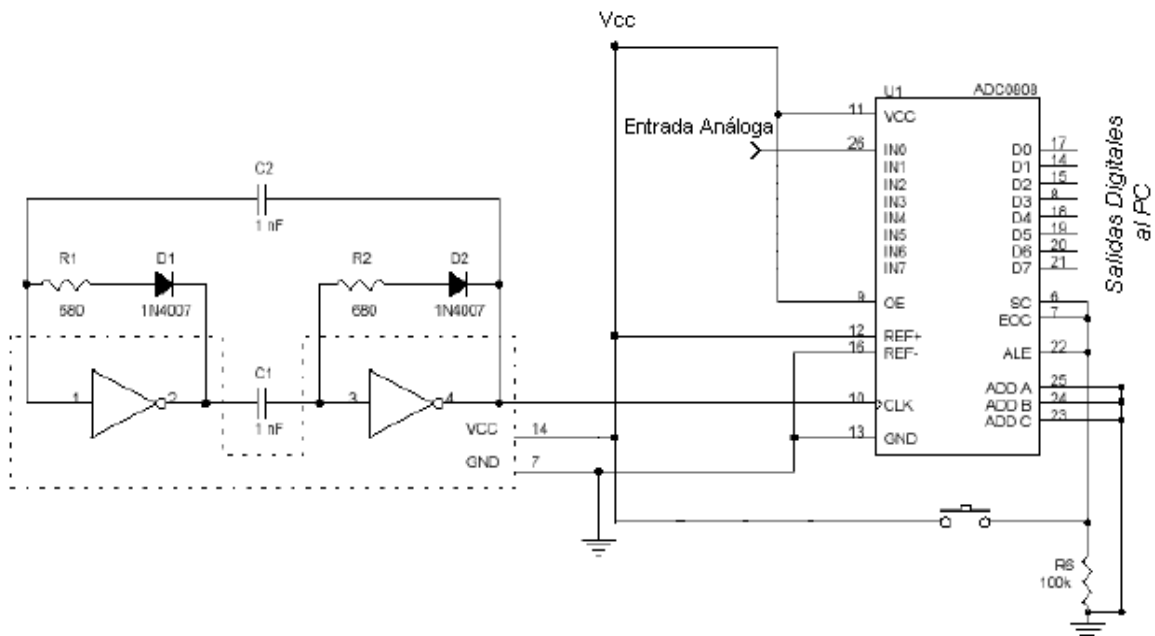 Vcc
U1
ADC0808
11
VCC
Entrada Análoga
26
IN0
IN1
IN2
IN3
IN4
IN5
IN6
IN7
D0
17
D1
14
D2
15
D3
8
D4
18
D5
19
D6
20
D7
21
Salidas Digitales
al PC
9
OE
SC
6
EOC
7
12
REF+
16
REF-
ALE
22
ADD A
25
ADD B
24
ADD C
23
10
CLK
13
GND
C2
1 nF
R1
680
D1
1N4007
R2
680
D2
1N4007
1
2
C1
1 nF
3
4
VCC
14
GND
7
R6
100k